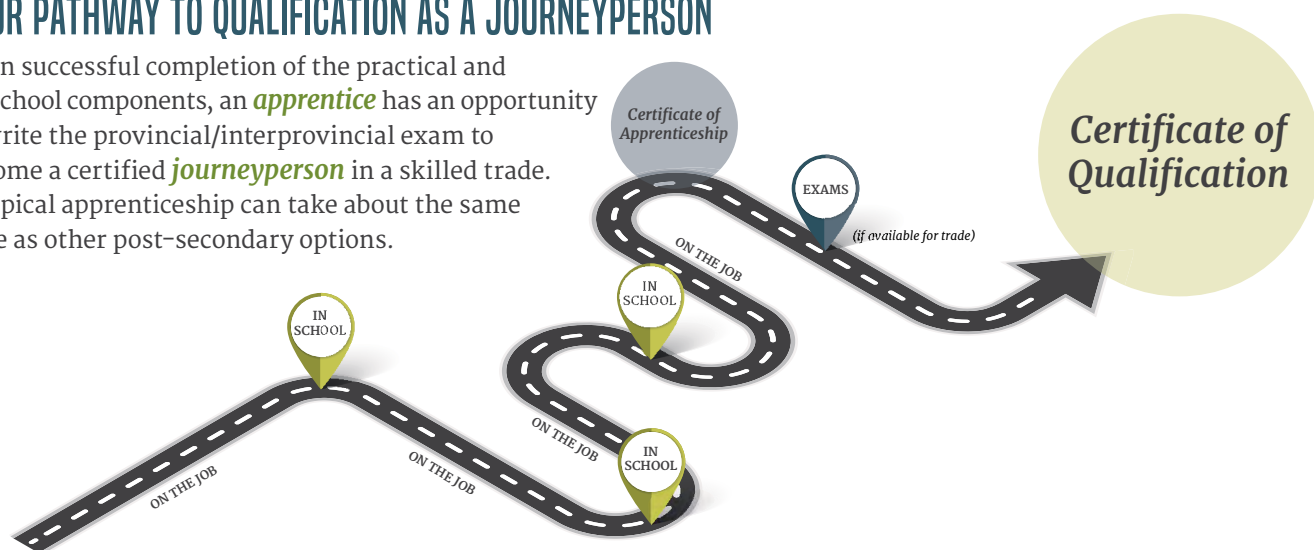 UR PATHWAY TO QUALIFICATION AS A JOURNEYPERSON
n successful completion of the practical and
chool components, an apprentice has an opportunity
rite the provincial/interprovincial exam to
ome a certified journeyperson in a skilled trade.
pical apprenticeship can take about the same
e as other post-secondary options.
Certificate of
Apprenticeship
Certificate of
Qualification
EXAMS
(if available for trade)
ON THE JOB
IN
SCHOOL
IN
SCHOOL
ON THE JOB
IN
SCHOOL
ON THE JOB
ON THE JOB